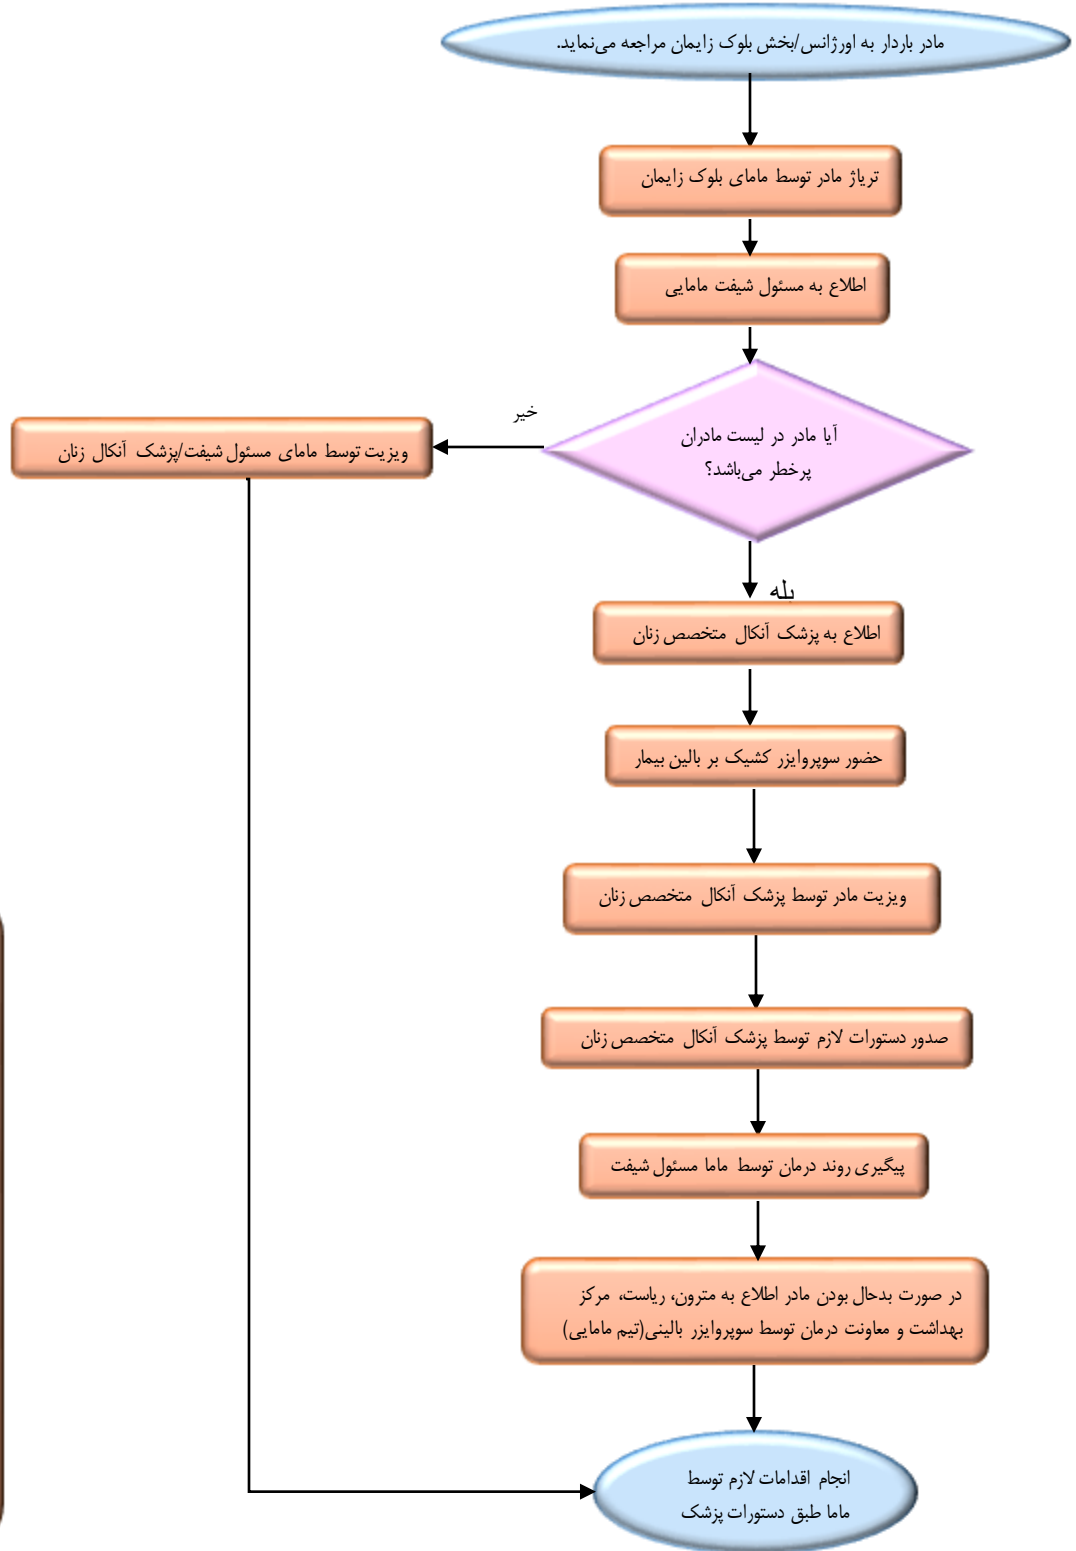 مادر باردار به اورژانس/بخش بلوک زایمان مراجعه می‌نماید.
تریاژ مادر توسط مامای بلوک زایمان
اطلاع به مسئول شیفت مامایی
آیا مادر در لیست مادران
پرخطر می‌باشد؟
خیر
ویزیت توسط مامای مسئول شیفت/پزشک آنکال زنان
بله
اطلاع به پزشک آنکال متخصص زنان
حضور سوپروایزر کشیک بر بالین بیمار
ویزیت مادر توسط پزشک آنکال متخصص زنان
صدور دستورات لازم توسط پزشک آنکال متخصص زنان
پیگیری روند درمان توسط ماما مسئول شیفت
در صورت بدحال بودن مادر اطلاع به مترون، ریاست، مرکز
بهداشت و معاونت درمان توسط سوپروایزر بالینی(تیم مامایی)
انجام اقدامات لازم توسط
ماما طبق دستورات پزشک